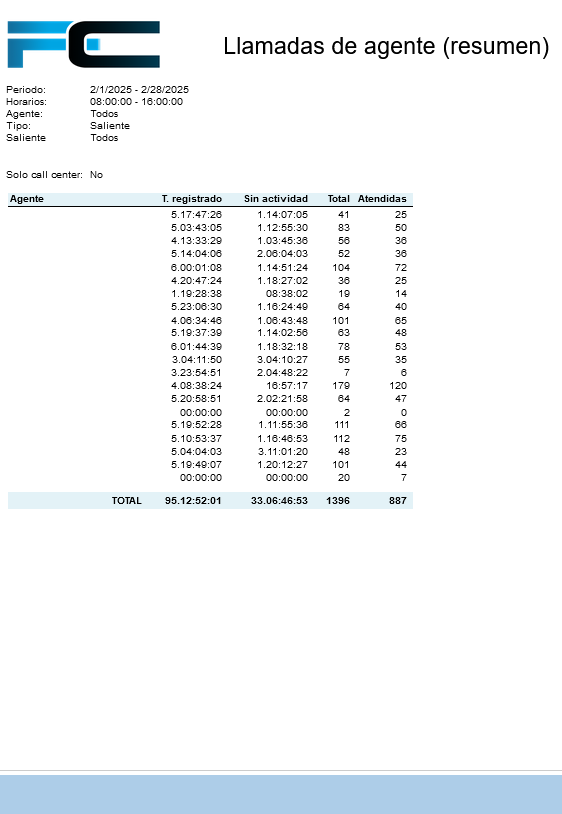 FC
Llamadas de agente (resumen)
Periodo: 2/1/2025 - 2/28/2025
Horarios: 08:00:00 - 16:00:00
Agente: Todos
Tipo: Saliente
Saliente Todos
Solo call center: No
Agente T. registrado Sin actividad Total Atendidas
5.17:47:26 1.14:07:05 41 25
5.03:43:05 1.12:55:30 83 50
4.13:33:29 1.03:45:36 56 36
5.14:04:06 2.06:04:03 52 36
6.00:01:08 1.14:51:24 104 72
4.20:47:24 1.18:27:02 36 25
1.19:28:38 08:38:02 19 14
5.23:06:30 1.16:24:49 64 40
4.06:34:46 1.06:43:48 101 65
5.19:37:39 1.14:02:56 63 48
6.01:44:39 1.18:32:18 78 53
3.04:11:50 3.04:10:27 55 35
3.23:54:51 2.04:48:22 7 6
4.08:38:24 16:57:17 179 120
5.20:58:51 2.02:21:58 64 47
00:00:00 00:00:00 2 0
5.19:52:28 1.11:55:36 111 66
5.10:53:37 1.16:46:53 112 75
5.04:04:03 3.11:01:20 48 23
5.19:49:07 1.20:12:27 101 44
00:00:00 00:00:00 20 7
TOTAL 95.12:52:01 33.06:46:53 1396 887